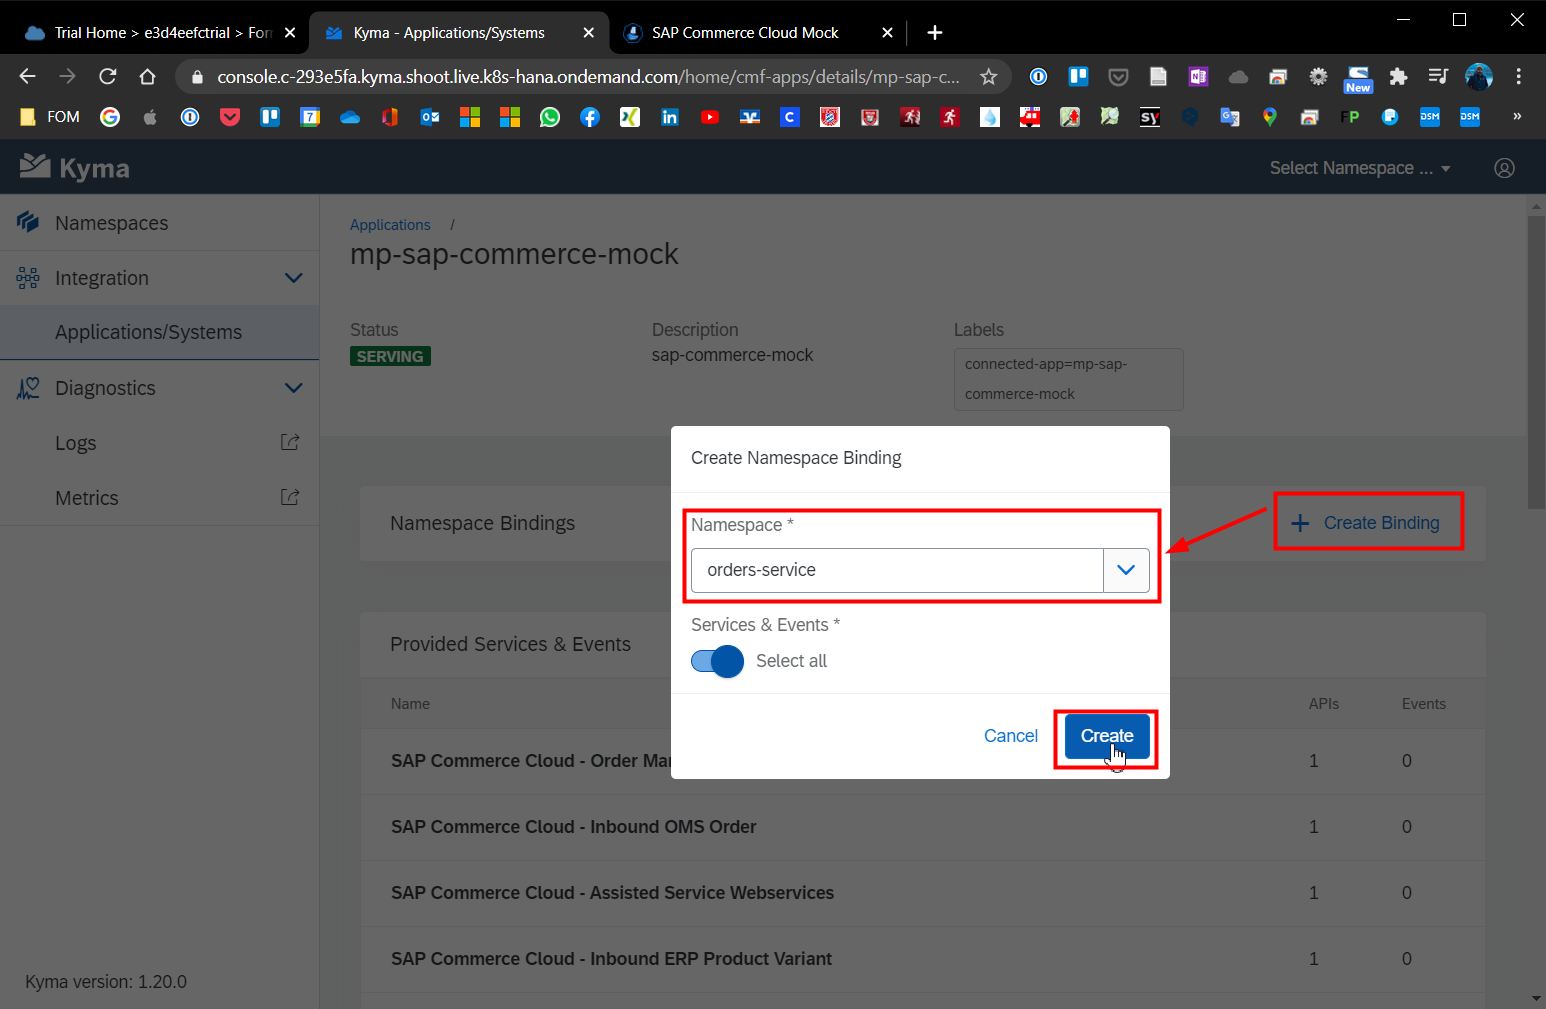 Trial Home > e3d4eefctrial > For
Kyma - Applications/Systems
SAP Commerce Cloud Mock
console.c-293e5fa.kyma.shoot.live.k8s-hana.ondemand.com/home/cmf-apps/details/mp-sap-c...
New
FOM
Kyma
Select Namespace ...
Namespaces
Integration
Applications/Systems
Diagnostics
Logs
Metrics
Kyma version: 1.20.0
Applications /
mp-sap-commerce-mock
Status
SERVING
Description
sap-commerce-mock
Labels
connected-app=mp-sap-
commerce-mock
Namespace Bindings
Create Binding
Create Namespace Binding
Namespace *
orders-service
Services & Events *
Select all
Cancel
Create
Provided Services & Events
Name APIs Events
SAP Commerce Cloud - Order Ma 1 0
SAP Commerce Cloud - Inbound OMS Order 1 0
SAP Commerce Cloud - Assisted Service Webservices 1 0
SAP Commerce Cloud - Inbound ERP Product Variant 1 0